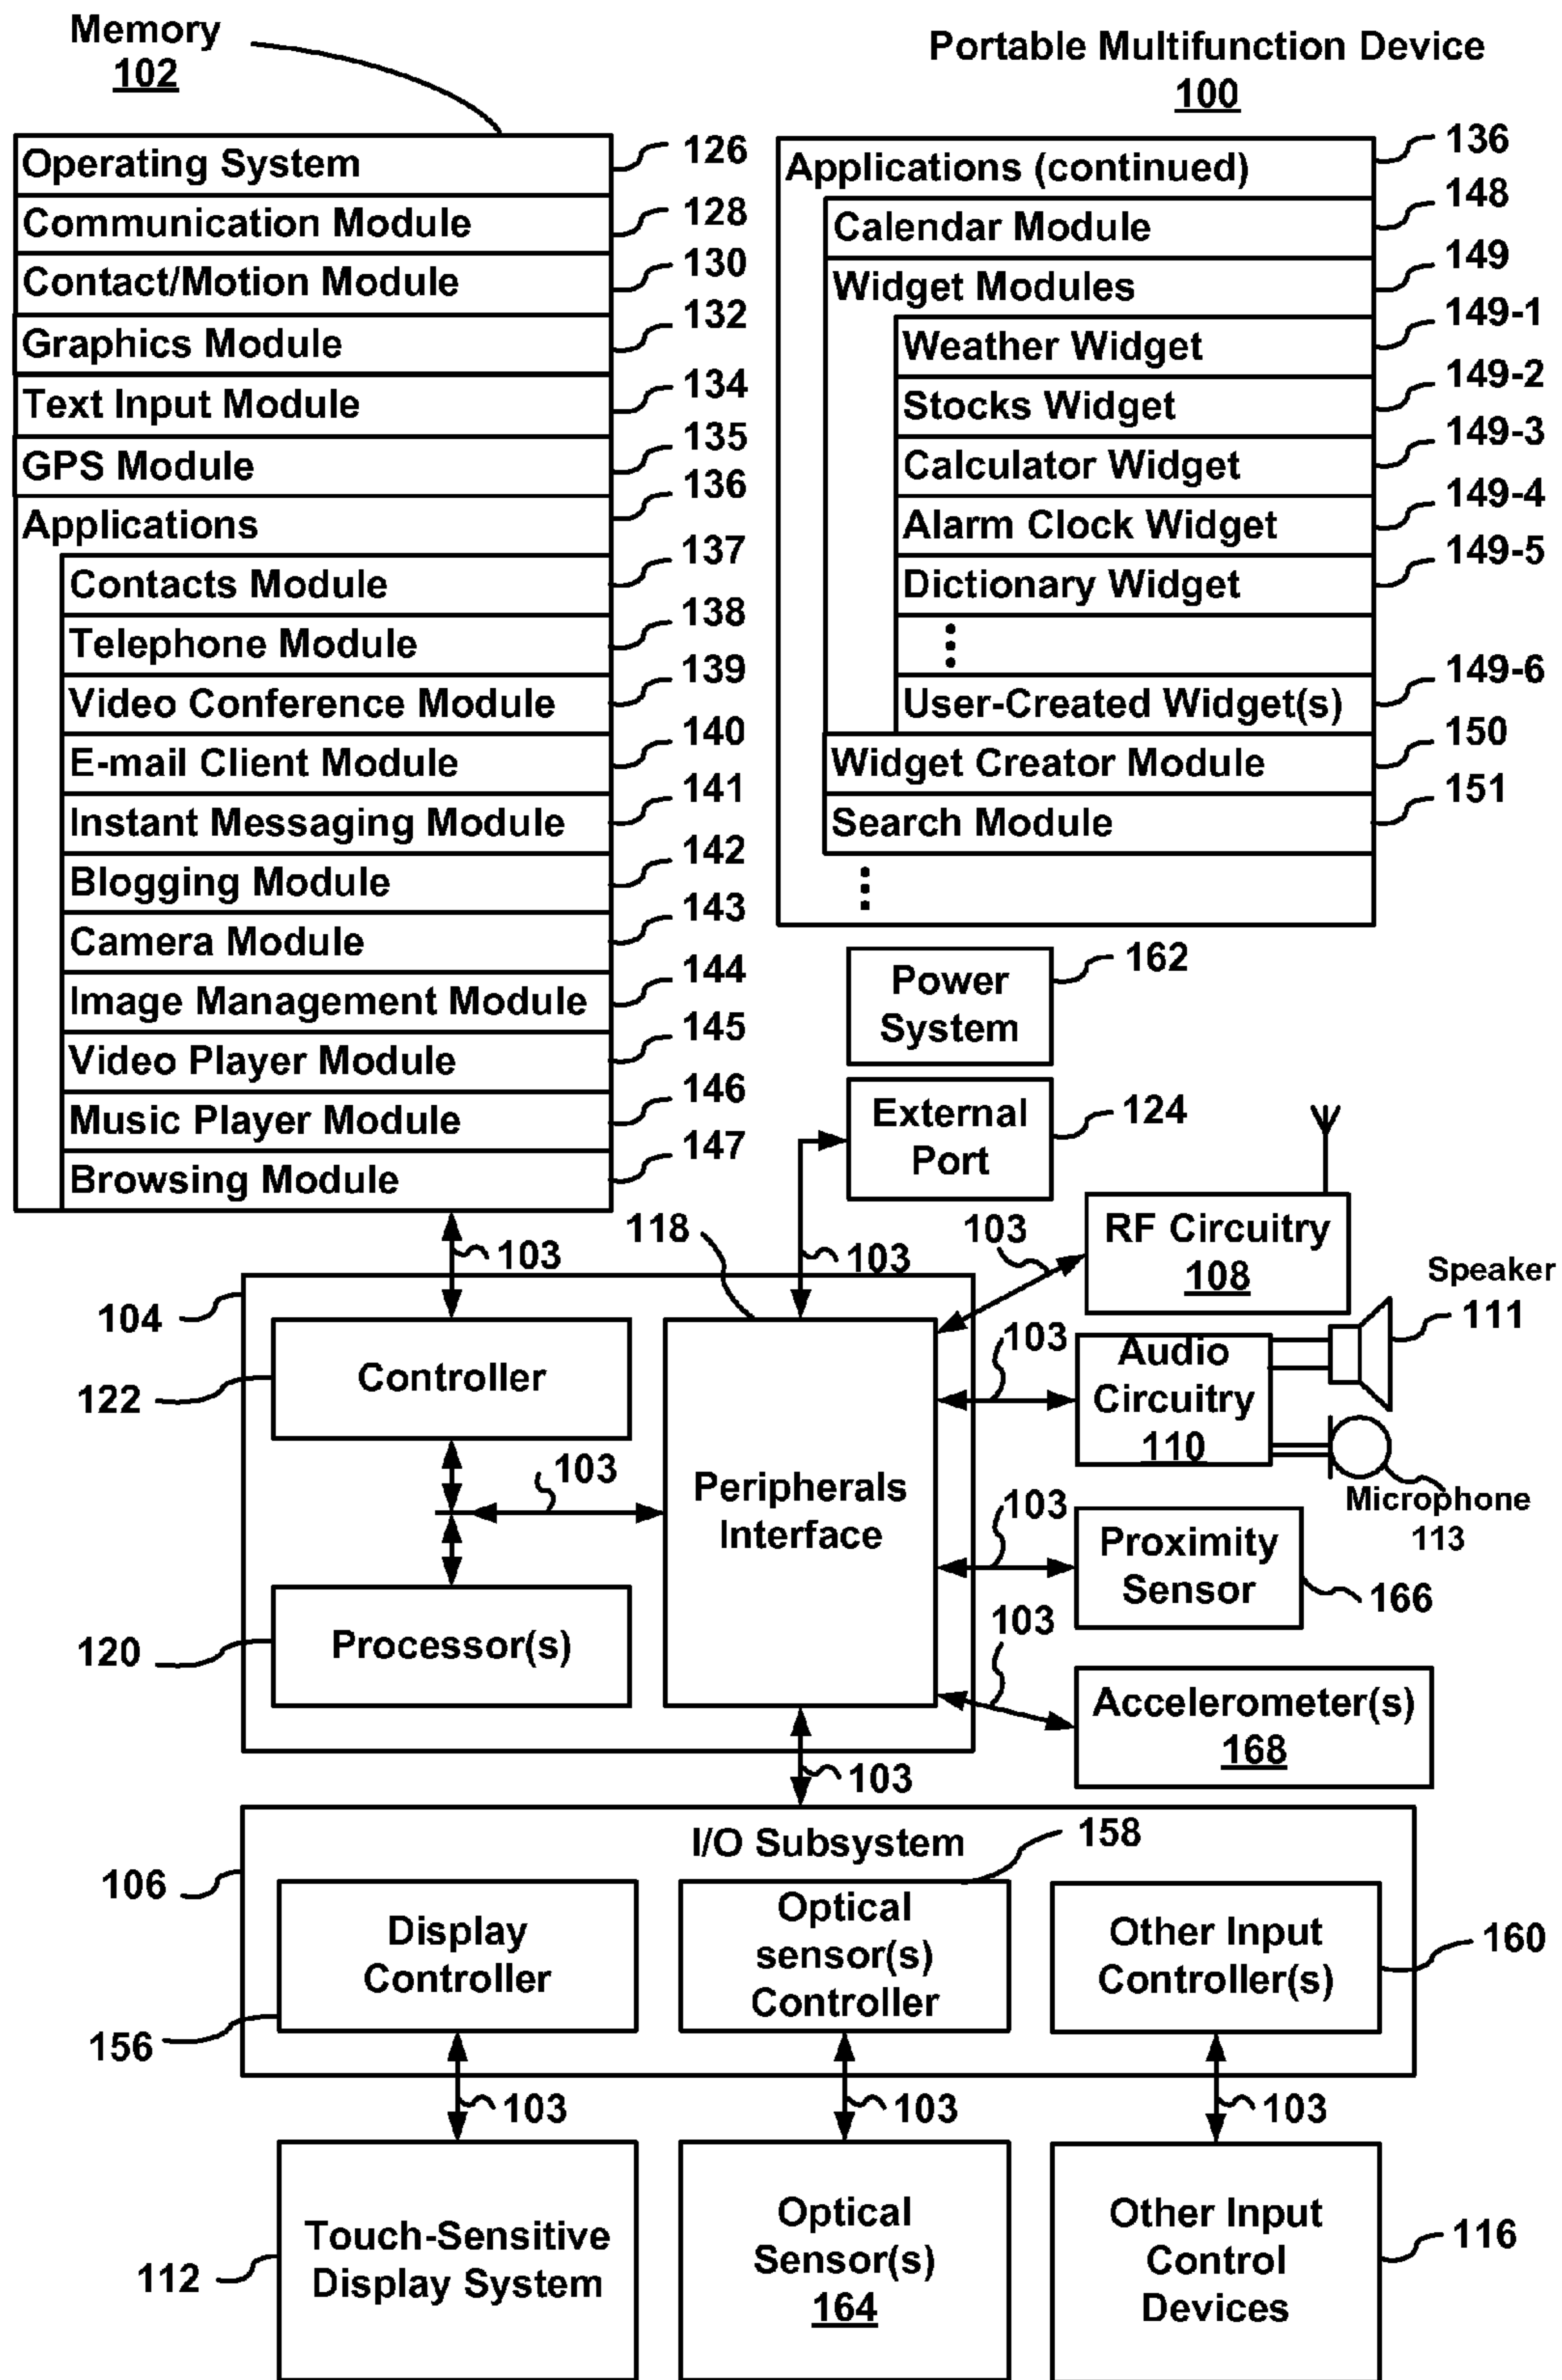 Memory
102
Portable Multifunction Device
100
Operating System
126
Communication Module
128
Contact/Motion Module
130
Graphics Module
132
Text Input Module
134
GPS Module
135
Applications
136
Contacts Module
137
Telephone Module
138
Video Conference Module
139
E-mail Client Module
140
Instant Messaging Module
141
Blogging Module
142
Camera Module
143
Image Management Module
144
Video Player Module
145
Music Player Module
146
Browsing Module
147
Applications (continued)
136
Calendar Module
148
Widget Modules
149
Weather Widget
149-1
Stocks Widget
149-2
Calculator Widget
149-3
Alarm Clock Widget
149-4
Dictionary Widget
149-5
User-Created Widget(s)
149-6
Widget Creator Module
150
Search Module
151
Power
System
162
External
Port
124
103
118
103
103
RF Circuitry
108
Speaker
111
104
Controller
122
103
Audio
Circuitry
110
Microphone
113
103
Peripherals
Interface
103
Proximity
Sensor
166
Processor(s)
120
103
Accelerometer(s)
168
103
I/O Subsystem
158
106
Display
Controller
156
Optical
sensor(s)
Controller
Other Input
Controller(s)
160
103
103
103
Touch-Sensitive
Display System
112
Optical
Sensor(s)
164
Other Input
Control
Devices
116